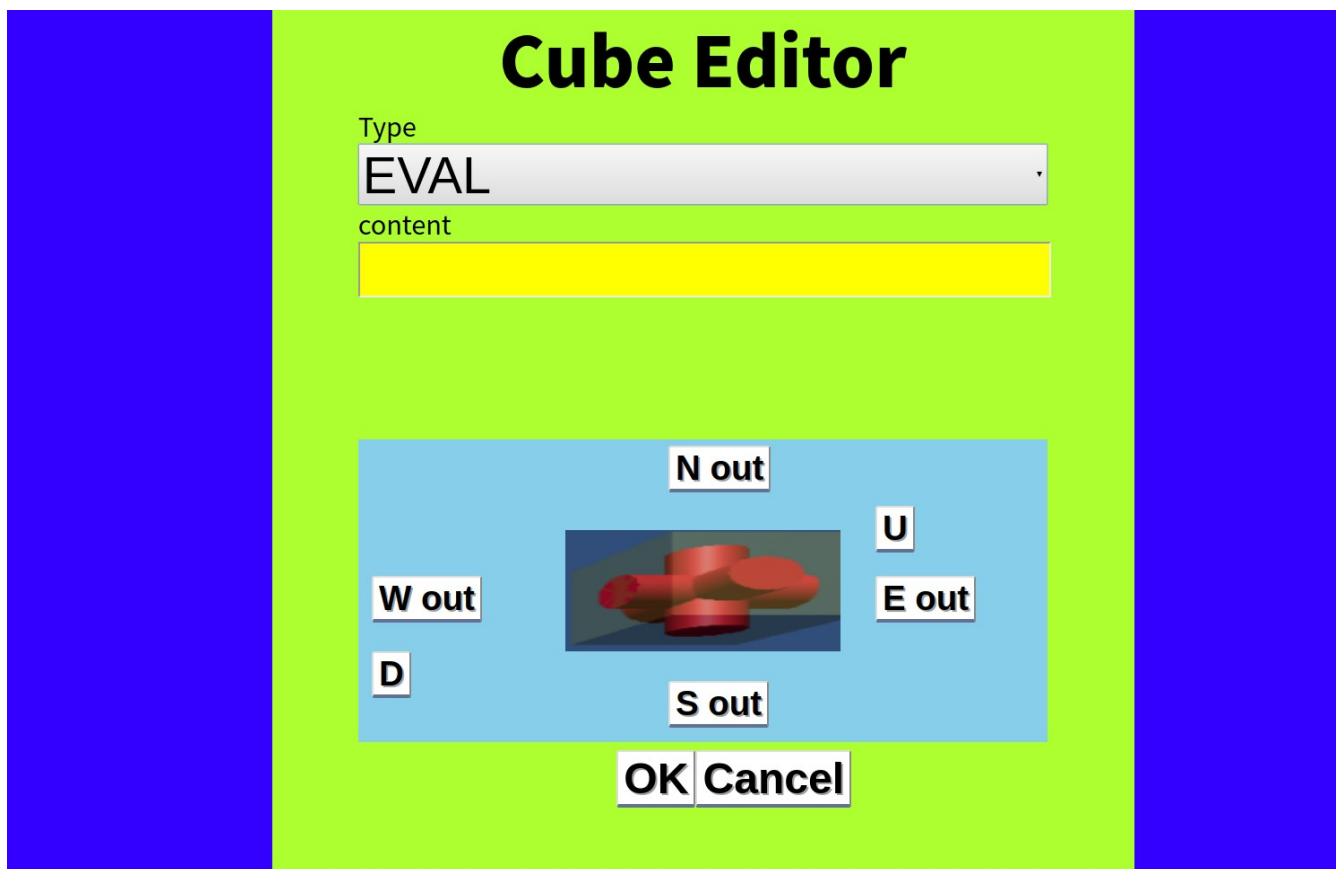 Cube Editor
Type
EVAL
content
N out
U
W out
E out
D
S out
OK Cancel